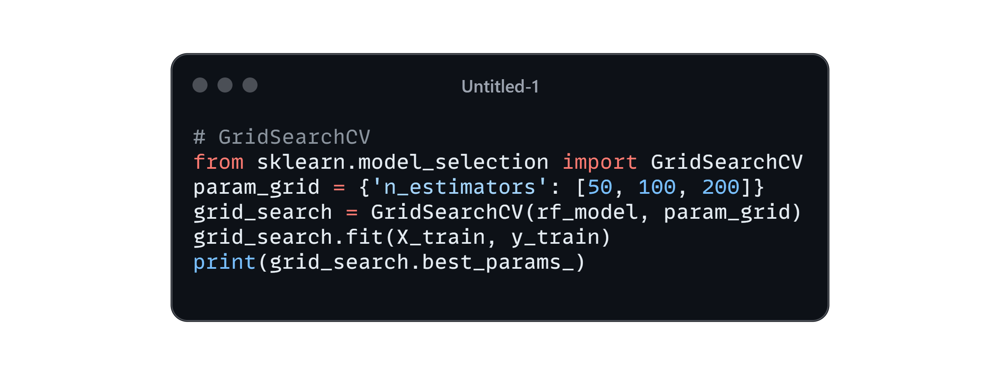 Untitled-1
# GridSearchCV
from sklearn.model_selection import GridSearchCV
param_grid = {'n_estimators': [50, 100, 200]}
grid_search = GridSearchCV(rf_model, param_grid)
grid_search.fit(X_train, y_train)
print(grid_search.best_params_)